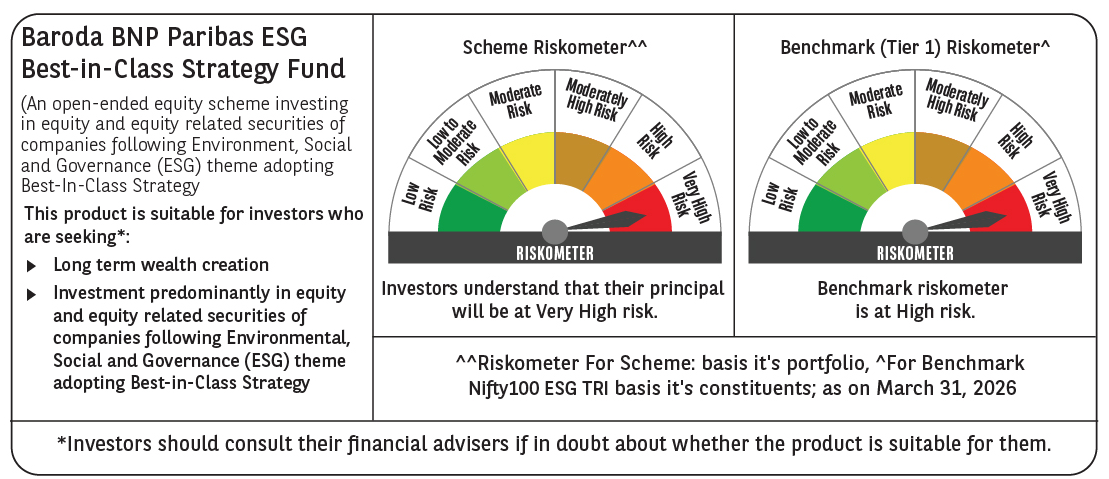 Baroda BNP Paribas ESG
Best-in-Class Strategy Fund
(An open-ended equity scheme investing
in equity and equity related securities of
companies following Environment, Social
and Governance (ESG) theme adopting
Best-In-Class Strategy
This product is suitable for investors who
are seeking*:
Long term wealth creation
Investment predominantly in equity
and equity related securities of
companies following Environmental,
Social and Governance (ESG) theme
adopting Best-in-Class Strategy
Scheme Riskometer^^
Low
Risk
Low to
Moderate
Risk
Moderate
Risk
Moderately
High Risk
High
Risk
Very High
Risk
RISKOMETER
Investors understand that their principal
will be at Very High risk.
Benchmark (Tier 1) Riskometer^
Low
Risk
Low to
Moderate
Risk
Moderate
Risk
Moderately
High Risk
High
Risk
Very High
Risk
RISKOMETER
Benchmark riskometer
is at High risk.
^^Riskometer For Scheme: basis it's portfolio, ^For Benchmark
Nifty100 ESG TRI basis it's constituents; as on March 31, 2026
*Investors should consult their financial advisers if in doubt about whether the product is suitable for them.